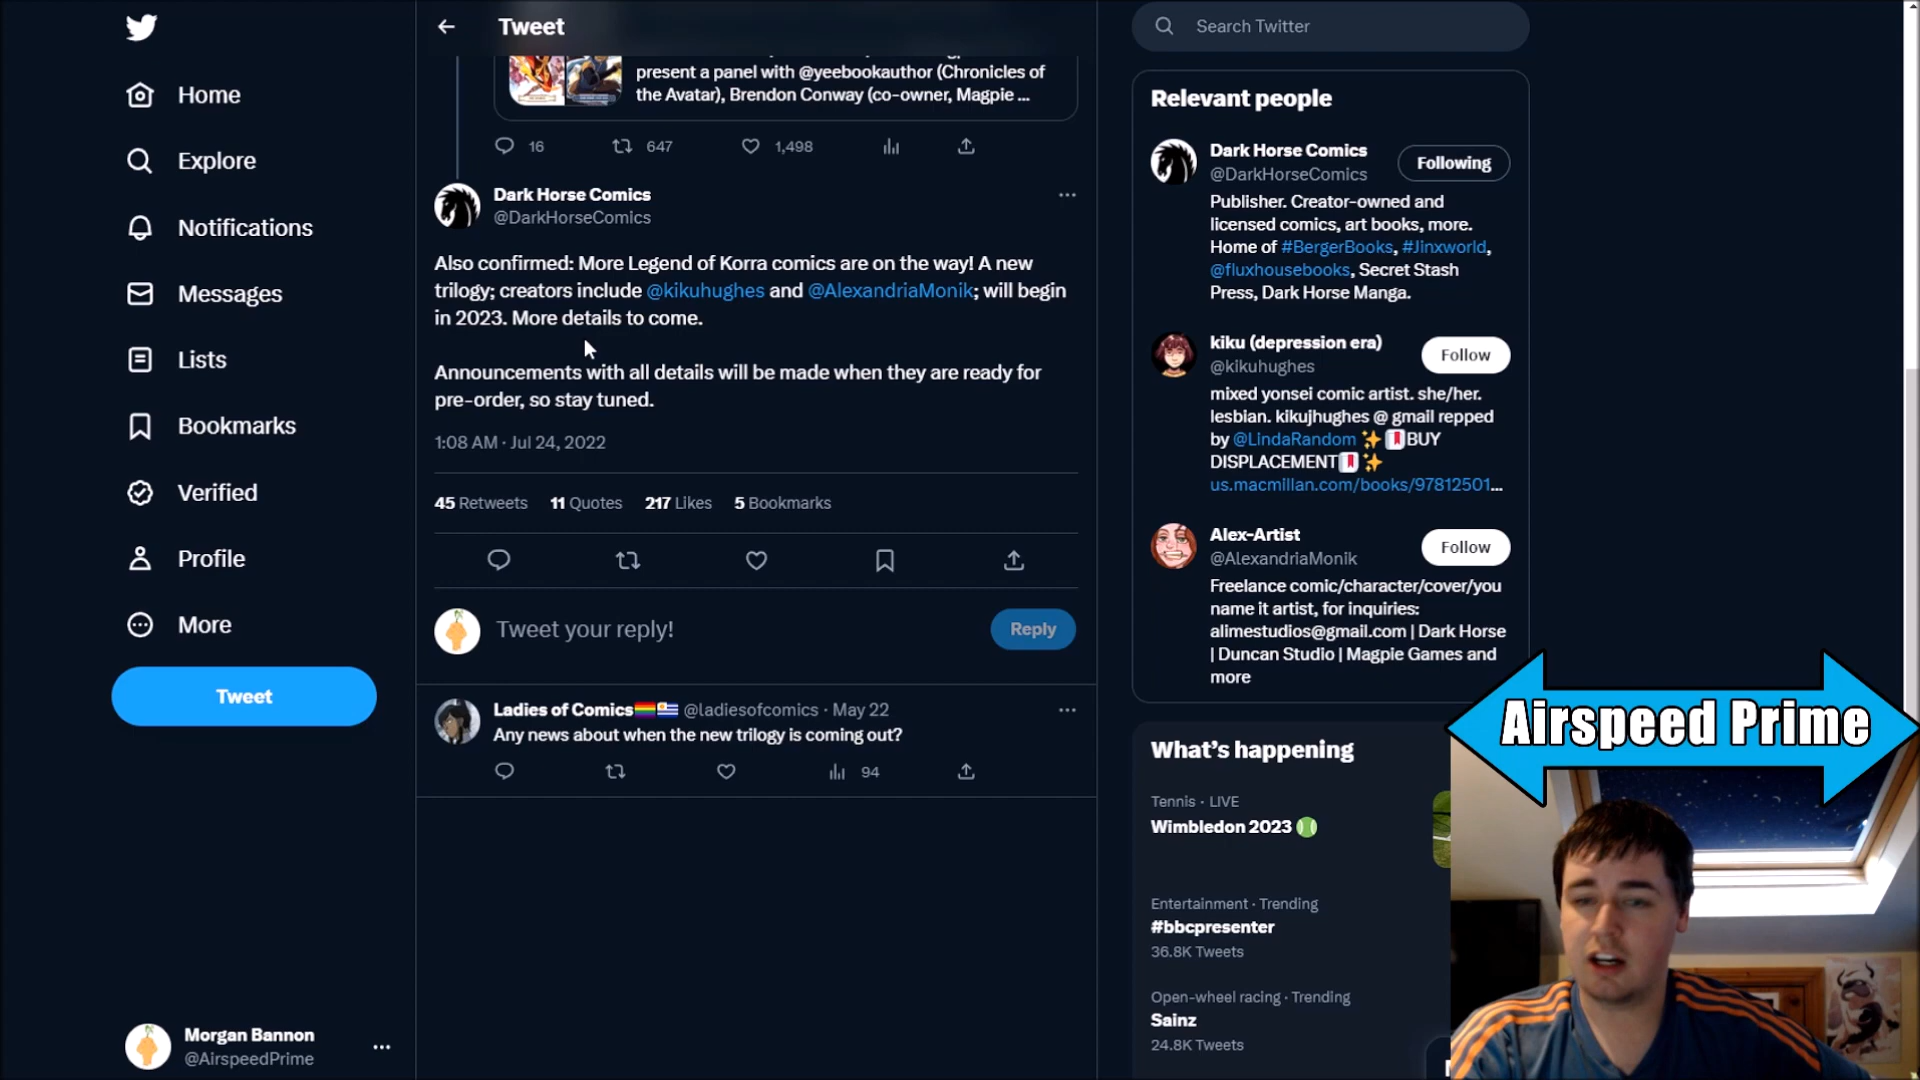 Tweet
Search Twitter
present a panel with @yeebookauthor (Chronicles of
the Avatar), Brendon Conway (co-owner, Magpie ...
16 647 1,498
Home
Explore
Notifications
Messages
Lists
Bookmarks
Verified
Profile
More
Tweet
Morgan Bannon
@AirspeedPrime
Dark Horse Comics
@DarkHorseComics
Also confirmed: More Legend of Korra comics are on the way! A new
trilogy; creators include @kikuhughes and @AlexandriaMonik; will begin
in 2023. More details to come.
Announcements with all details will be made when they are ready for
pre-order, so stay tuned.
1:08 AM · Jul 24, 2022
45 Retweets 11 Quotes 217 Likes 5 Bookmarks
Tweet your reply!
Reply
Ladies of Comics @ladiesofcomics · May 22
Any news about when the new trilogy is coming out?
94
Relevant people
Dark Horse Comics
@DarkHorseComics
Following
Publisher. Creator-owned and
licensed comics, art books, more.
Home of #BergerBooks, #Jinxworld,
@fluxhousebooks, Secret Stash
Press, Dark Horse Manga.
kiku (depression era)
@kikuhughes
Follow
mixed yonsei comic artist. she/her.
lesbian. kikujhughes @ gmail repped
by @LindaRandom BUY
DISPLACEMENT
us.macmillan.com/books/97812501...
Alex-Artist
@AlexandriaMonik
Follow
Freelance comic/character/cover/you
name it artist, for inquiries:
alimestudios@gmail.com | Dark Horse
| Duncan Studio | Magpie Games and
more
Airspeed Prime
What's happening
Tennis · LIVE
Wimbledon 2023
Entertainment · Trending
#bbcpresenter
36.8K Tweets
Open-wheel racing · Trending
Sainz
24.8K Tweets